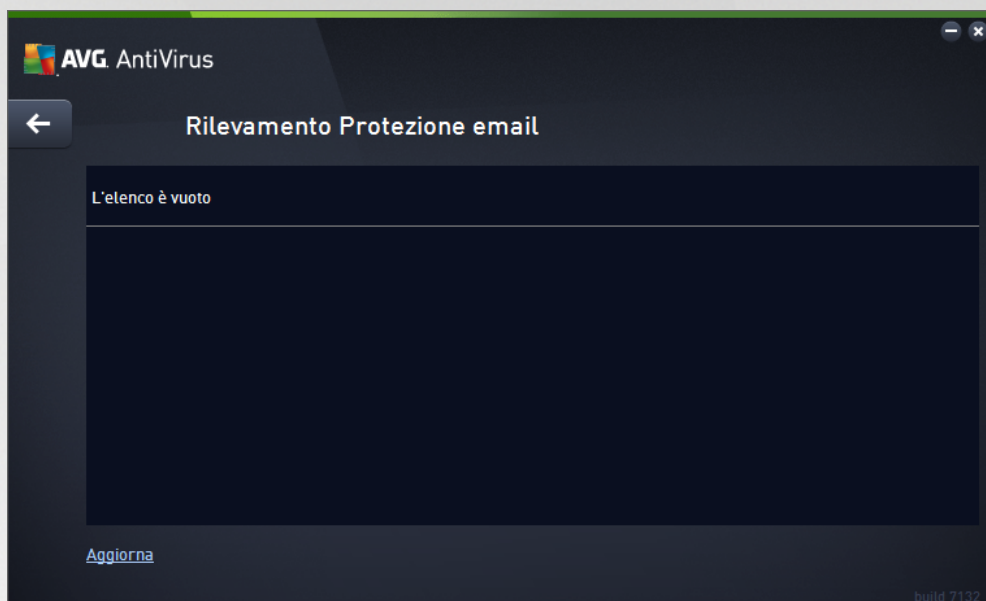 AVG. AntiVirus
Rilevamento Protezione email
L'elenco è vuoto
Aggiorna
build 7132